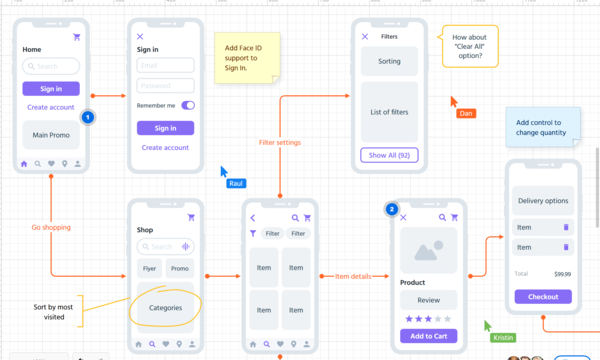 Home
Search
Sign in
Create account
Main Promo
1
Sign in
Email
Password
Remember me
Sign in
Create account
Add Face ID
support to
Sign In.
Raul
Filters
Sorting
List of filters
Show All (92)
How about
"Clear All"
option?
Dan
Add control to
change quantity
Filter settings
Go shopping
Shop
Search
Flyer
Promo
Categories
Sort by most
visited
Filter
Filter
Item
Item
Item
Item
Item details
2
Product
Review
Add to Cart
Kristin
Delivery options
Item
Item
Total
$99.99
Checkout